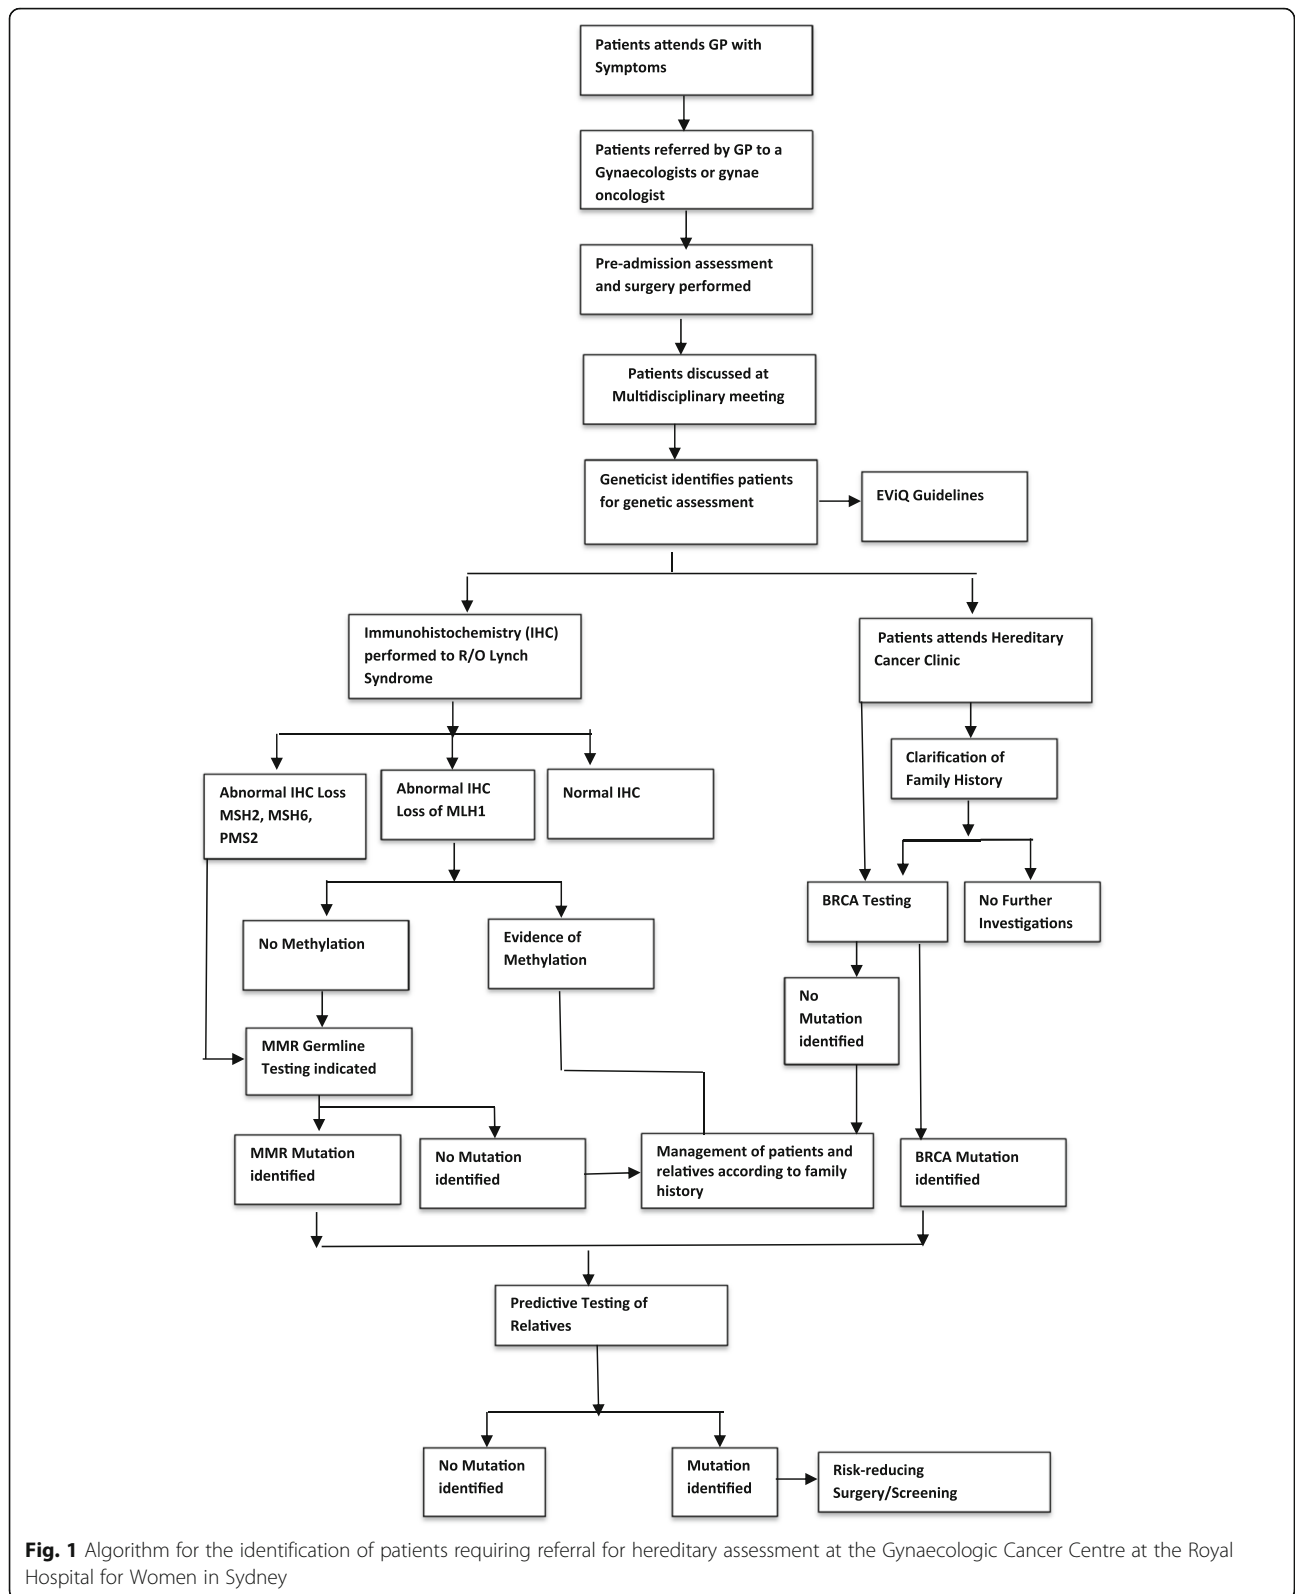 Patients attends GP with
Symptoms
Patients referred by GP to a
Gynaecologists or gynae
oncologist
Pre-admission assessment
and surgery performed
Patients discussed at
Multidisciplinary meeting
Geneticist identifies patients
for genetic assessment
EViQ Guidelines
Immunohistochemistry (IHC)
performed to R/O Lynch
Syndrome
Patients attends Hereditary
Cancer Clinic
Clarification of
Family History
Abnormal IHC Loss
MSH2, MSH6,
PMS2
Abnormal IHC
Loss of MLH1
Normal IHC
BRCA Testing
No Further
Investigations
No Methylation
Evidence of
Methylation
No
Mutation
identified
MMR Germline
Testing indicated
MMR Mutation
identified
No Mutation
identified
Management of patients and
relatives according to family
history
BRCA Mutation
identified
Predictive Testing of
Relatives
No Mutation
identified
Mutation
identified
Risk-reducing
Surgery/Screening
Fig. 1 Algorithm for the identification of patients requiring referral for hereditary assessment at the Gynaecologic Cancer Centre at the Royal
Hospital for Women in Sydney